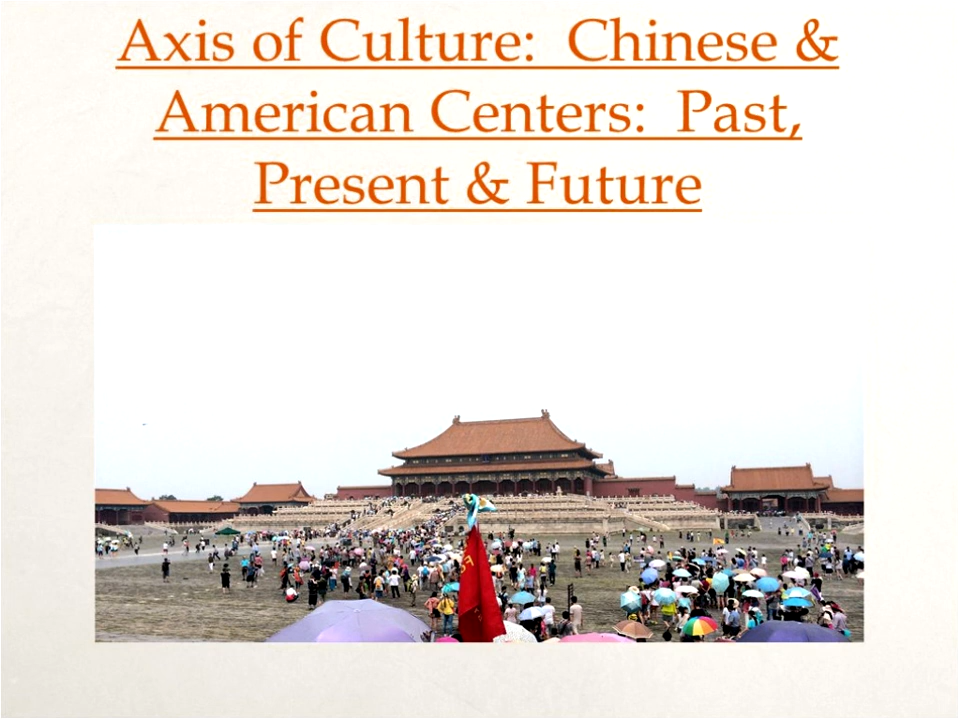 Axis of Culture:  Chinese &
American Centers:  Past,
Present & Future